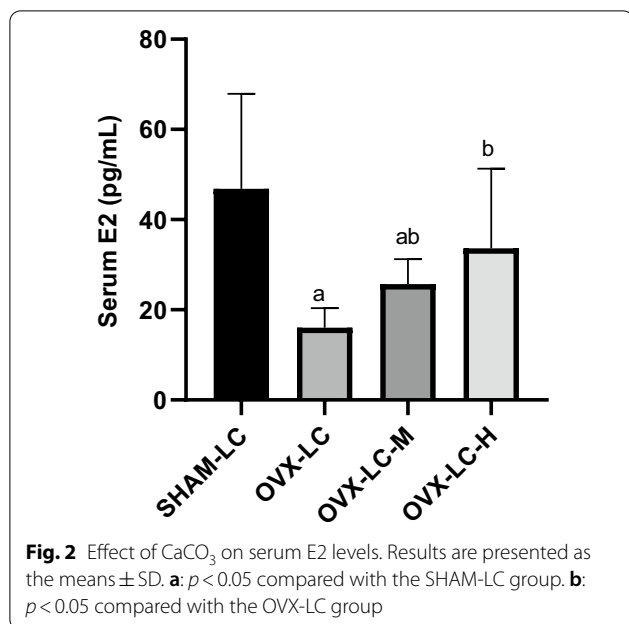 80
60
40
20
0
Serum E2 (pg/mL)
a
ab
b
SHAM-LC
OVX-LC
OVX-LC-M
OVX-LC-H
Fig. 2 Effect of CaCO₃ on serum E2 levels. Results are presented as
the means ± SD. a: p < 0.05 compared with the SHAM-LC group. b:
p < 0.05 compared with the OVX-LC group